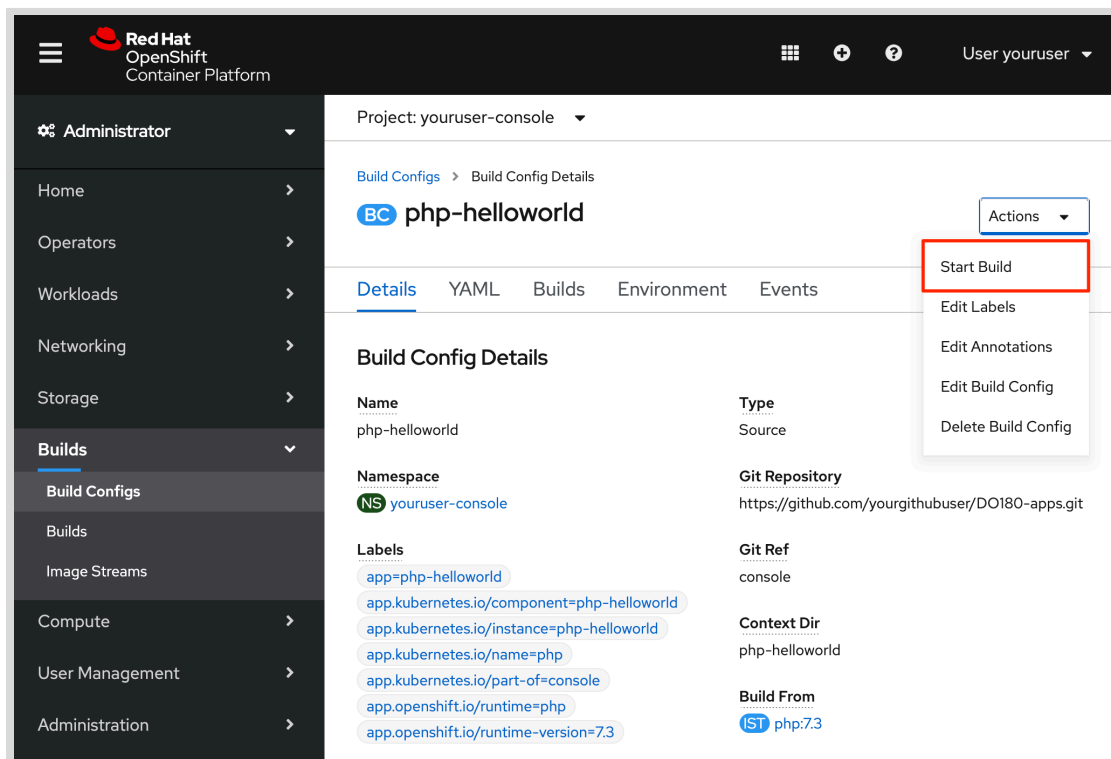 Red Hat
OpenShift
Container Platform
User youruser
Administrator
Home
Operators
Workloads
Networking
Storage
Builds
Build Configs
Builds
Image Streams
Compute
User Management
Administration
Project: youruser-console
Build Configs > Build Config Details
BC php-helloworld
Actions
Start Build
Edit Labels
Edit Annotations
Edit Build Config
Delete Build Config
Details YAML Builds Environment Events
Build Config Details
Name
php-helloworld
Namespace
NS youruser-console
Labels
app=php-helloworld
app.kubernetes.io/component=php-helloworld
app.kubernetes.io/instance=php-helloworld
app.kubernetes.io/name=php
app.kubernetes.io/part-of=console
app.openshift.io/runtime=php
app.openshift.io/runtime-version=7.3
Type
Source
Git Repository
https://github.com/yourgithubuser/DO180-apps.git
Git Ref
console
Context Dir
php-helloworld
Build From
IST php:7.3